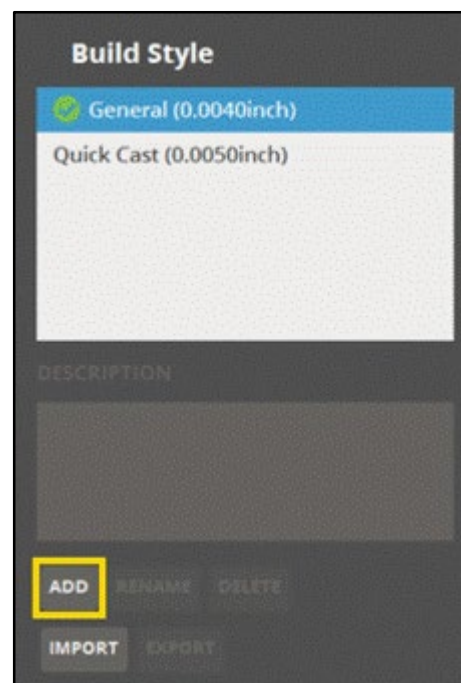 Build Style
General (0.0040inch)
Quick Cast (0.0050inch)
DESCRIPTION
ADD RENAME DELETE
IMPORT EXPORT